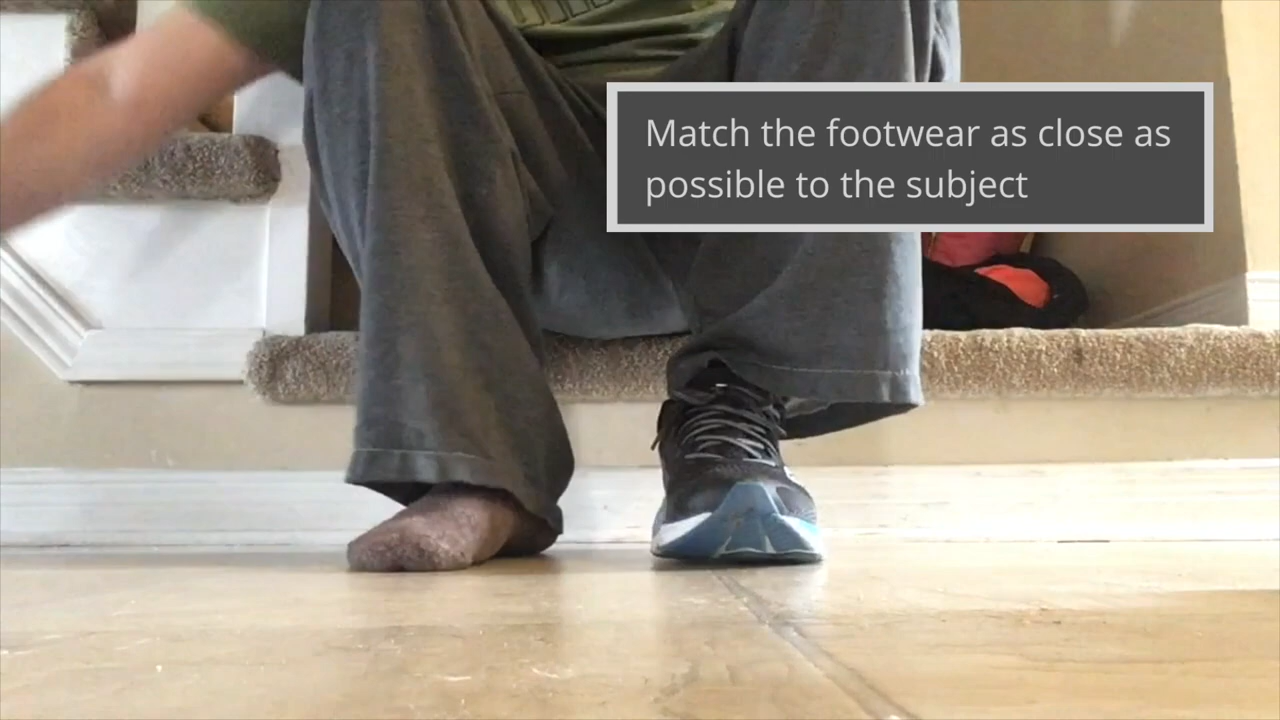 Match the footwear as close as
possible to the subject